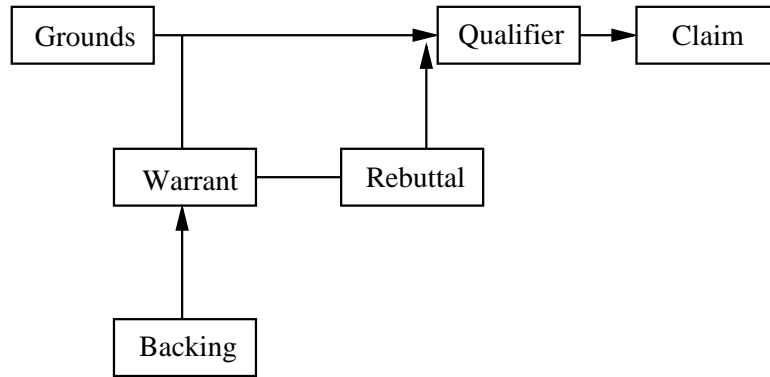 Grounds
Qualifier
Claim
Warrant
Rebuttal
Backing